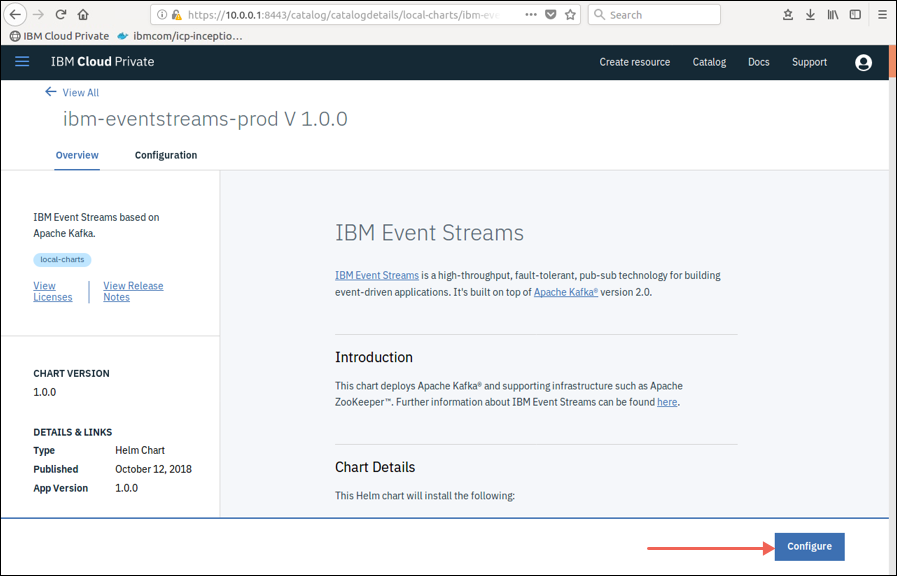 https://10.0.0.1:8443/catalog/catalogdetails/local-charts/ibm-eve
Search
IBM Cloud Private
ibmcom/icp-inceptio...
IBM Cloud Private
Create resource
Catalog
Docs
Support
View All
ibm-eventstreams-prod V 1.0.0
Overview
Configuration
IBM Event Streams based on
Apache Kafka.
local-charts
View
Licenses
View Release
Notes
CHART VERSION
1.0.0
DETAILS & LINKS
Type Helm Chart
Published October 12, 2018
App Version 1.0.0
IBM Event Streams
IBM Event Streams is a high-throughput, fault-tolerant, pub-sub technology for building
event-driven applications. It's built on top of Apache Kafka® version 2.0.
Introduction
This chart deploys Apache Kafka® and supporting infrastructure such as Apache
ZooKeeper™. Further information about IBM Event Streams can be found here.
Chart Details
This Helm chart will install the following:
Configure